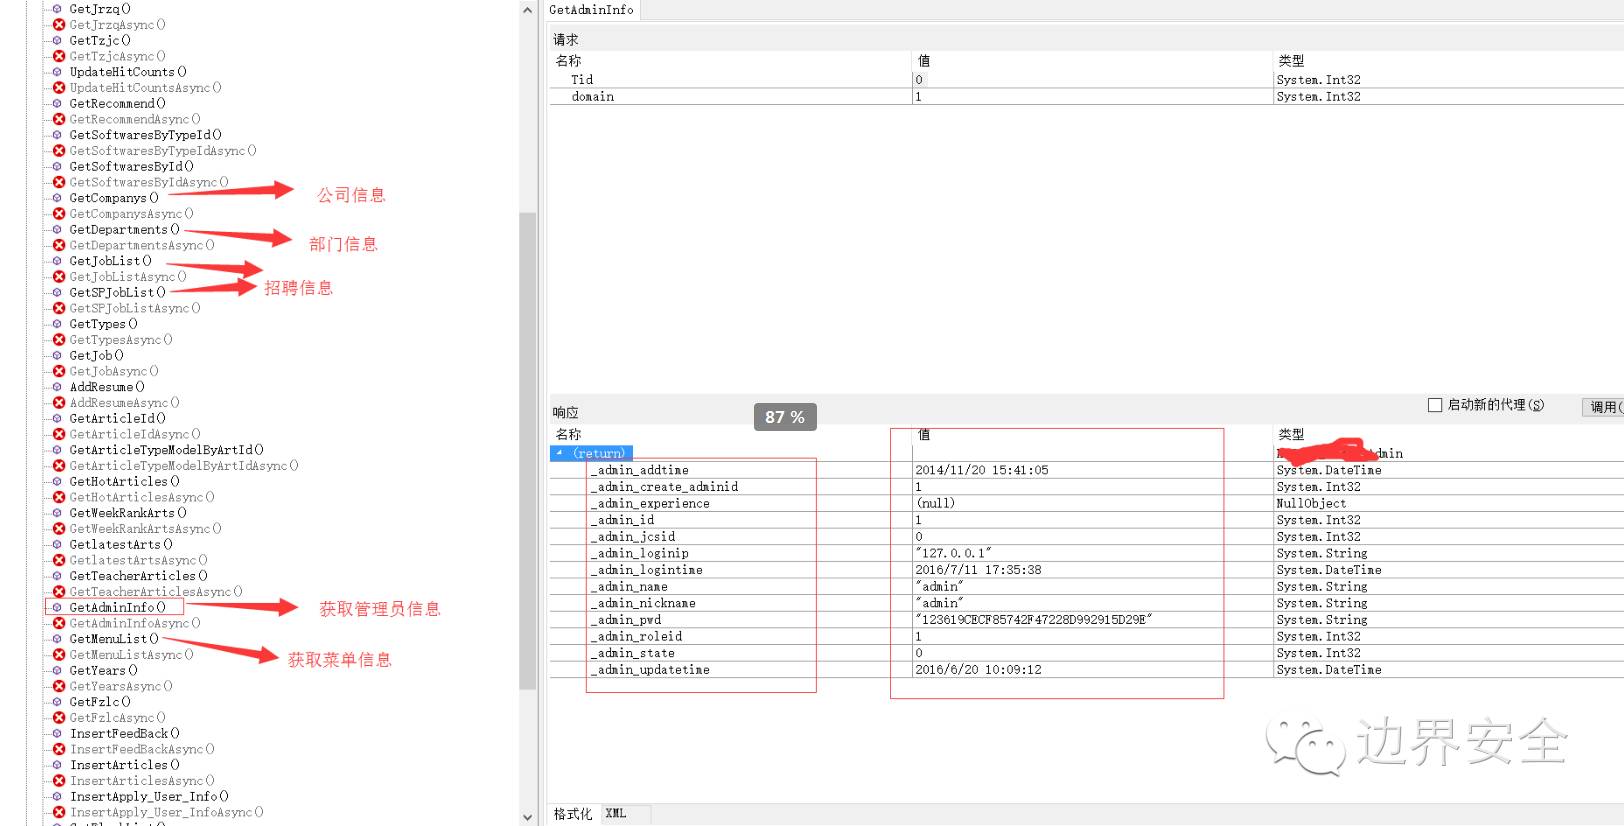 GetJrzq()
GetJrzqAsync()
GetTzjc()
GetTzjcAsync()
UpdateHitCounts()
UpdateHitCountsAsync()
GetRecommend()
GetRecommendAsync()
GetSoftwaresByTypeId()
GetSoftwaresByTypeIdAsync()
GetSoftwaresById()
GetSoftwaresByIdAsync()
GetCompanys()
公司信息
GetCompanysAsync()
GetDepartments()
部门信息
GetDepartmentsAsync()
GetJobList()
GetJobListAsync()
GetSPJobList()
招聘信息
GetSPJobListAsync()
GetTypes()
GetTypesAsync()
GetJob()
GetJobAsync()
AddResume()
AddResumeAsync()
GetArticleId()
GetArticleIdAsync()
GetArticleTypeModelByArtId()
GetArticleTypeModelByArtIdAsync()
GetHotArticles()
GetHotArticlesAsync()
GetWeekRankArts()
GetWeekRankArtsAsync()
GetlatestArts()
GetlatestArtsAsync()
GetTeacherArticles()
GetTeacherArticlesAsync()
GetAdminInfo()
获取管理员信息
GetAdminInfoAsync()
GetMenuList()
获取菜单信息
GetMenuListAsync()
GetYears()
GetYearsAsync()
GetFzlc()
GetFzlcAsync()
InsertFeedBack()
InsertFeedBackAsync()
InsertArticles()
InsertArticlesAsync()
InsertApply_User_Info()
InsertApply_User_InfoAsync()
GetAdminInfo
请求
名称 值 类型
Tid 0 System.Int32
domain 1 System.Int32
87 %
响应 启动新的代理(S) 调用(
名称 值 类型
(return) dmin
_admin_addtime 2014/11/20 15:41:05 System.DateTime
_admin_create_adminid 1 System.Int32
_admin_experience (null) NullObject
_admin_id 1 System.Int32
_admin_jcsid 0 System.Int32
_admin_loginip "127.0.0.1" System.String
_admin_logintime 2016/7/11 17:35:38 System.DateTime
_admin_name "admin" System.String
_admin_nickname "admin" System.String
_admin_pwd "123619CECF85742F47228D992915D29E" System.String
_admin_roleid 1 System.Int32
_admin_state 0 System.Int32
_admin_updatetime 2016/6/20 10:09:12 System.DateTime
边界安全
格式化 XML